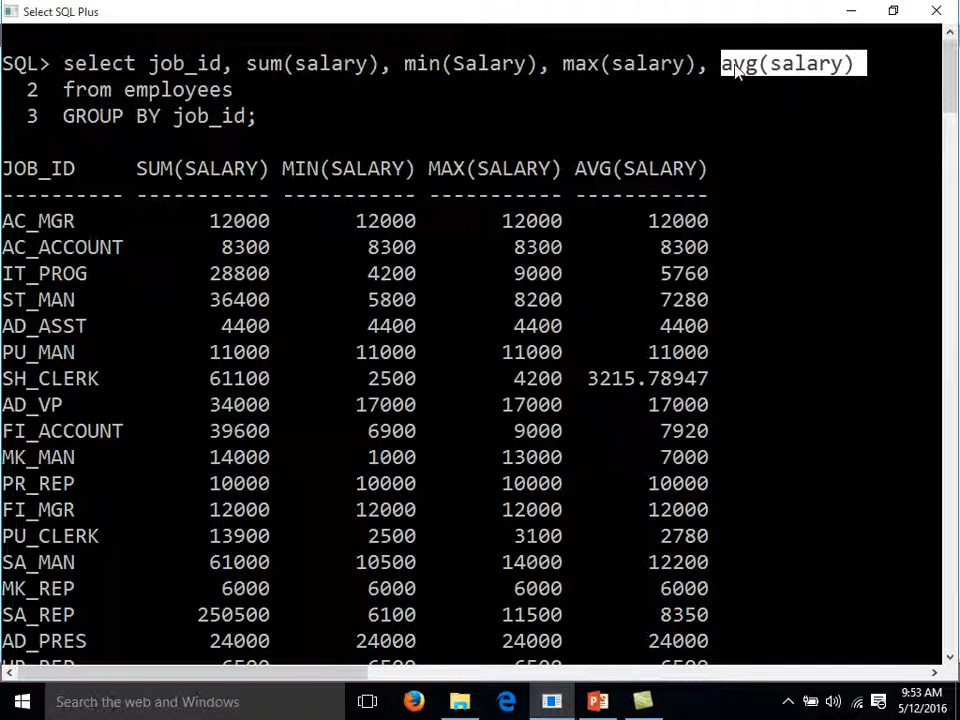 Select SQL Plus
SQL> select job_id, sum(salary), min(Salary), max(salary), avg(salary)
2 from employees
3 GROUP BY job_id;
JOB_ID SUM(SALARY) MIN(SALARY) MAX(SALARY) AVG(SALARY)
---------- ----------- ----------- ----------- -----------
AC_MGR 12000 12000 12000 12000
AC_ACCOUNT 8300 8300 8300 8300
IT_PROG 28800 4200 9000 5760
ST_MAN 36400 5800 8200 7280
AD_ASST 4400 4400 4400 4400
PU_MAN 11000 11000 11000 11000
SH_CLERK 61100 2500 4200 3215.78947
AD_VP 34000 17000 17000 17000
FI_ACCOUNT 39600 6900 9000 7920
MK_MAN 14000 1000 13000 7000
PR_REP 10000 10000 10000 10000
FI_MGR 12000 12000 12000 12000
PU_CLERK 13900 2500 3100 2780
SA_MAN 61000 10500 14000 12200
MK_REP 6000 6000 6000 6000
SA_REP 250500 6100 11500 8350
AD_PRES 24000 24000 24000 24000
HR_REP 6500 6500 6500 6500
Search the web and Windows
9:53 AM
5/12/2016